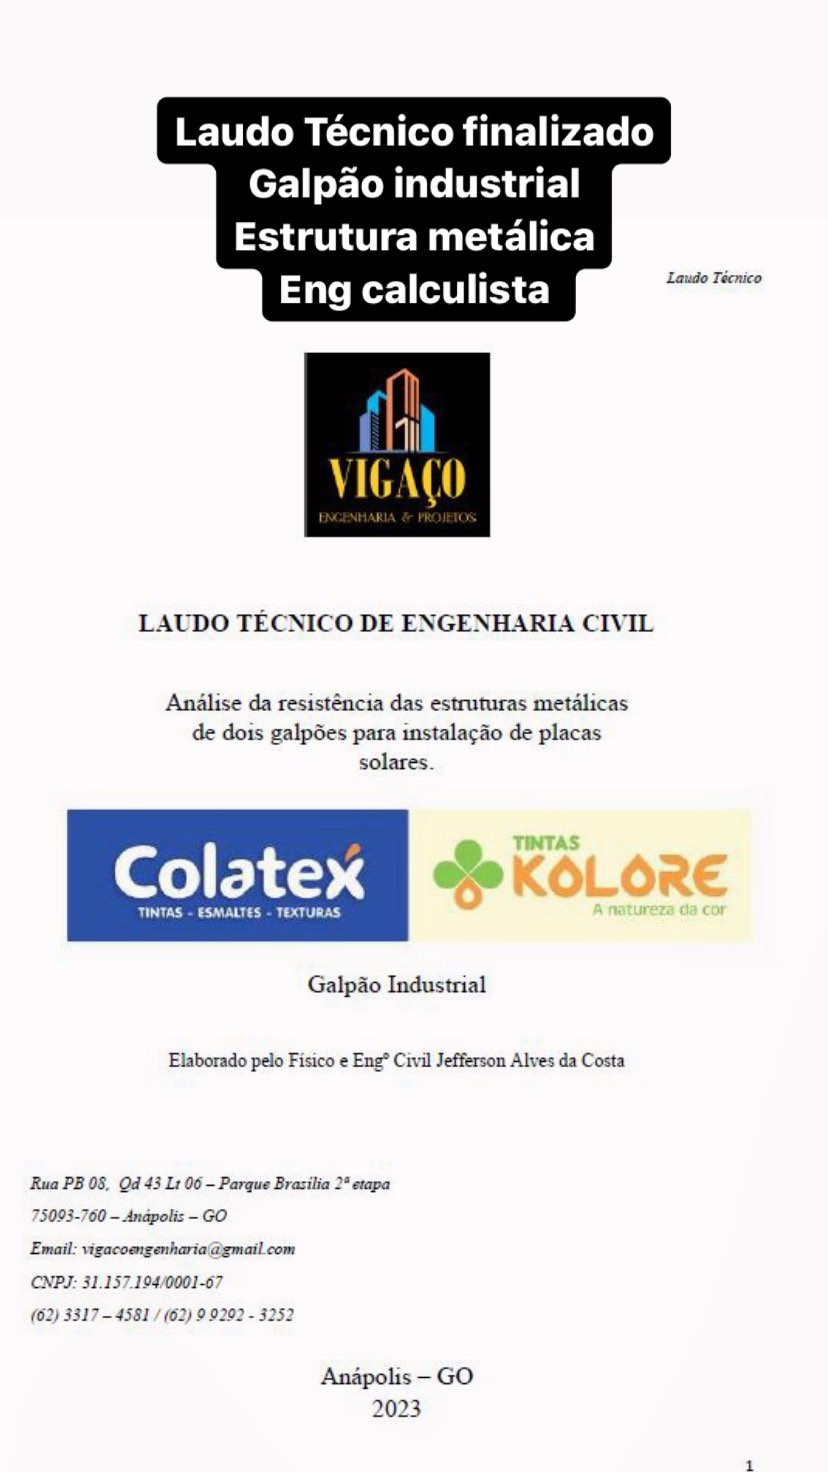 Laudo Técnico finalizado
Galpão industrial
Estrutura metálica
Eng calculista
Laudo Técnico
VIGAÇO
ENGENHARIA & PROJETOS
LAUDO TÉCNICO DE ENGENHARIA CIVIL
Análise da resistência das estruturas metálicas
de dois galpões para instalação de placas
solares.
Colatex
TINTAS - ESMALTES - TEXTURAS
TINTAS
KOLORE
A natureza da cor
Galpão Industrial
Elaborado pelo Físico e Engº Civil Jefferson Alves da Costa
Rua PB 08, Qd 43 Lt 06 – Parque Brasília 2ª etapa
75093-760 – Anápolis – GO
Email: vigacoengenharia@gmail.com
CNPJ: 31.157.194/0001-67
(62) 3317 – 4581 / (62) 9 9292 - 3252
Anápolis – GO
2023
1